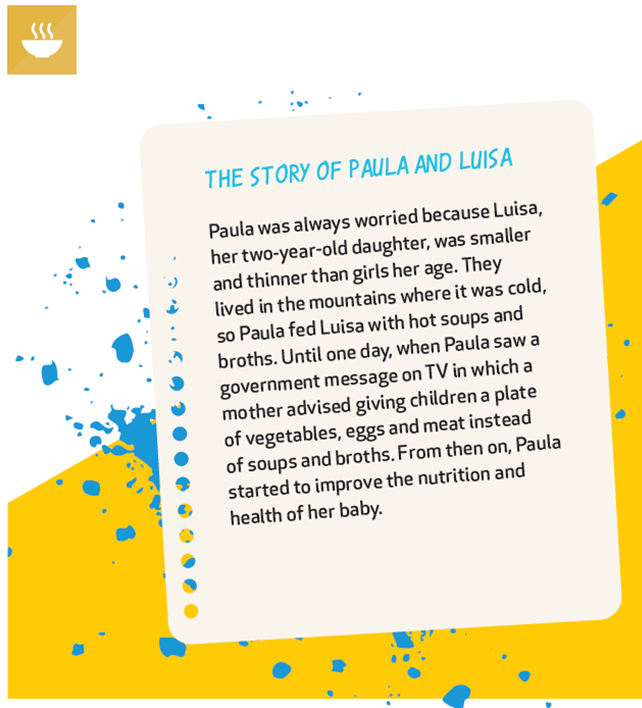 THE STORY OF PAULA AND LUISA
Paula was always worried because Luisa,
her two-year-old daughter, was smaller
and thinner than girls her age. They
lived in the mountains where it was cold,
so Paula fed Luisa with hot soups and
broths. Until one day, when Paula saw a
government message on TV in which a
mother advised giving children a plate
of vegetables, eggs and meat instead
of soups and broths. From then on, Paula
started to improve the nutrition and
health of her baby.